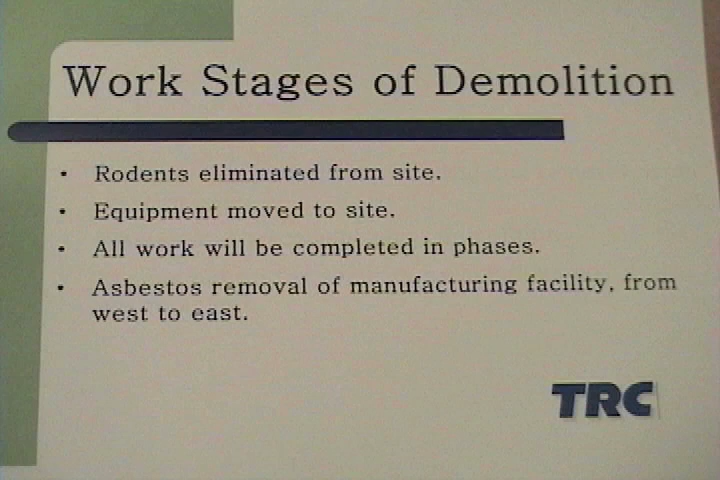 Work Stages of Demolition
• Rodents eliminated from site.
• Equipment moved to site.
• All work will be completed in phases.
• Asbestos removal of manufacturing facility, from
west to east.
TRC